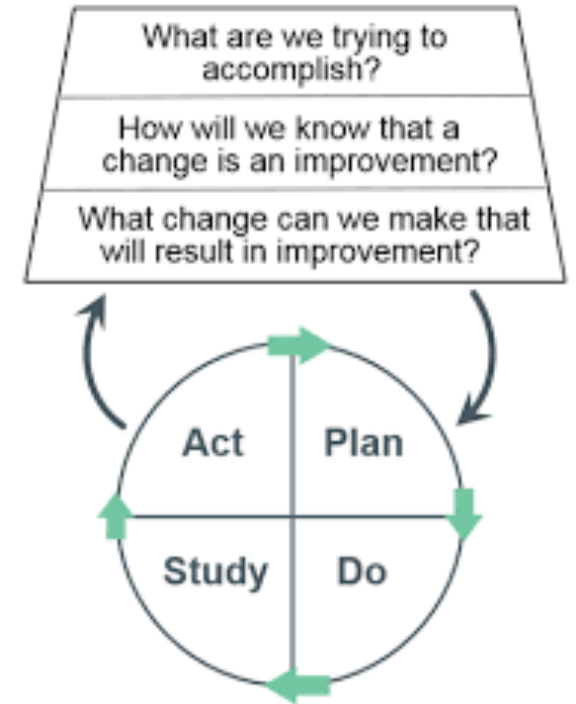 What are we trying to
accomplish?
How will we know that a
change is an improvement?
What change can we make that
will result in improvement?
Act
Plan
Study
Do